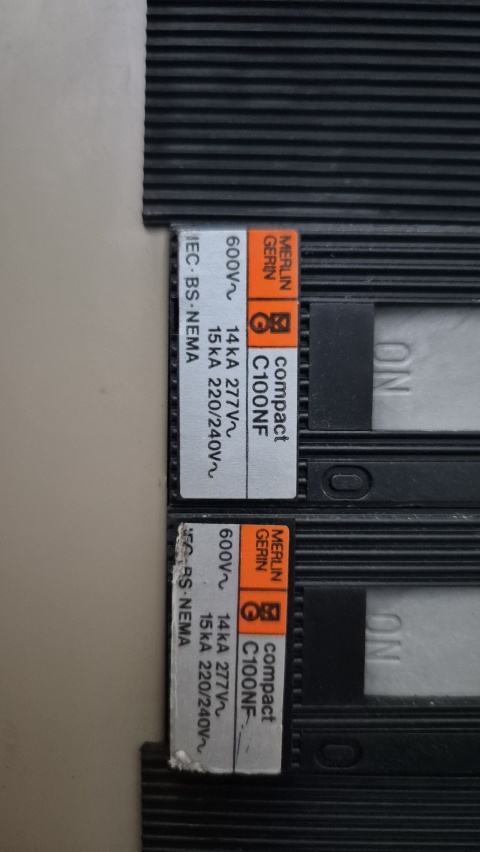 MERLIN
GERIN
compact
C100NF
600V~ 14kA 277V~
15kA 220/240V~
IEC·BS·NEMA
ON
O
MERLIN
GERIN
compact
C100NF
600V~ 14kA 277V~
15kA 220/240V~
IEC·BS·NEMA
ON
O